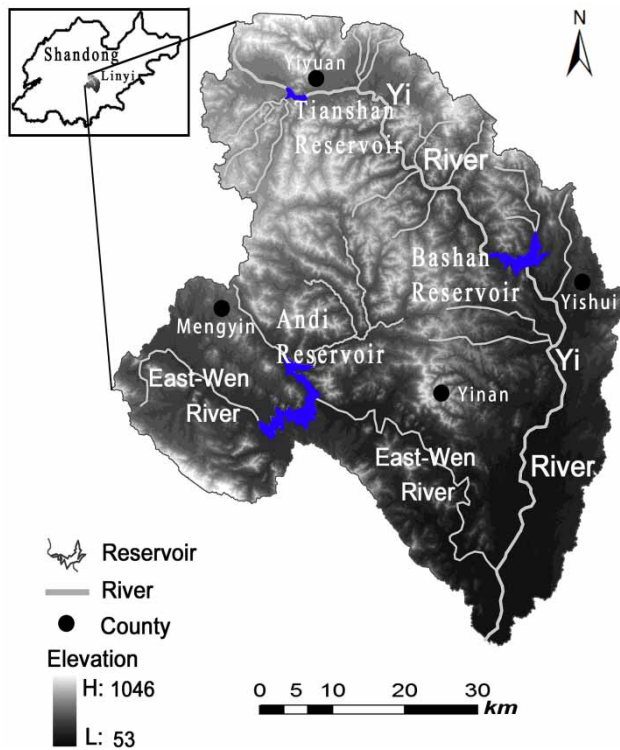 Shandong
Linyi
N
Yiyuan
Yi
Tianshan
Reservoir
River
Bashan
Reservoir
Yishui
Mengyin
Andi
Reservoir
Yi
East-Wen
River
Yinan
East-Wen
River
River
Reservoir
River
County
Elevation
H: 1046
L: 53
0 5 10 20 30
km